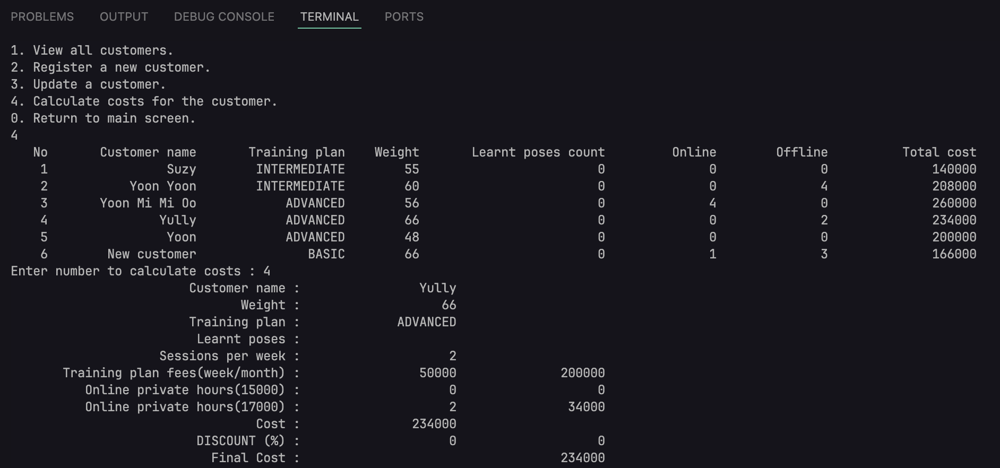 PROBLEMS OUTPUT DEBUG CONSOLE TERMINAL PORTS
1. View all customers.
2. Register a new customer.
3. Update a customer.
4. Calculate costs for the customer.
0. Return to main screen.
4
No Customer name Training plan Weight Learnt poses count Online Offline Total cost
1 Suzy INTERMEDIATE 55 0 0 0 140000
2 Yoon Yoon INTERMEDIATE 60 0 0 4 208000
3 Yoon Mi Mi Oo ADVANCED 56 0 4 0 260000
4 Yully ADVANCED 66 0 0 2 234000
5 Yoon ADVANCED 48 0 0 0 200000
6 New customer BASIC 66 0 1 3 166000
Enter number to calculate costs : 4
Customer name : Yully
Weight : 66
Training plan : ADVANCED
Learnt poses :
Sessions per week : 2
Training plan fees(week/month) : 50000 200000
Online private hours(15000) : 0 0
Online private hours(17000) : 2 34000
Cost : 234000
DISCOUNT (%) : 0 0
Final Cost : 234000